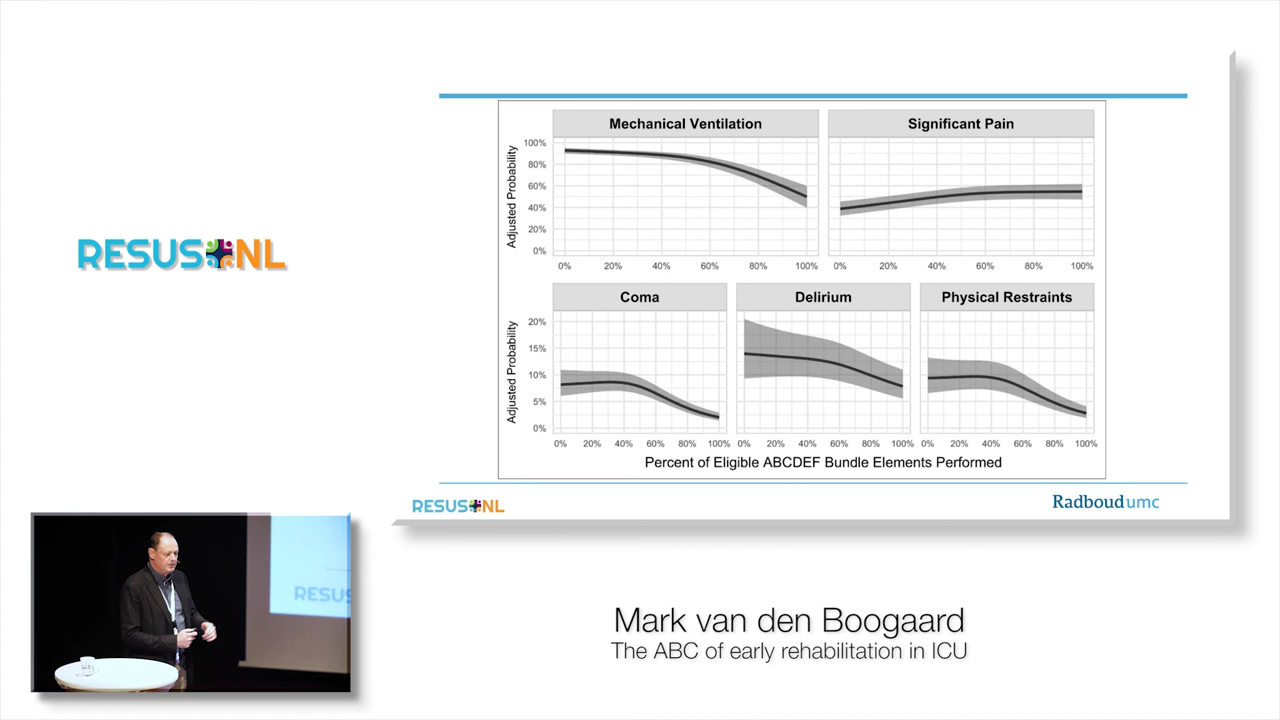 Mechanical Ventilation
Significant Pain
Adjusted Probability
100%
80%
60%
40%
20%
0%
0% 20% 40% 60% 80% 100%
0% 20% 40% 60% 80% 100%
Coma
Delirium
Physical Restraints
Adjusted Probability
20%
15%
10%
5%
0%
0% 20% 40% 60% 80% 100%
0% 20% 40% 60% 80% 100%
0% 20% 40% 60% 80% 100%
Percent of Eligible ABCDEF Bundle Elements Performed
RESUS NL
RESUS NL
Radboudumc
RESUS
Mark van den Boogaard
The ABC of early rehabilitation in ICU